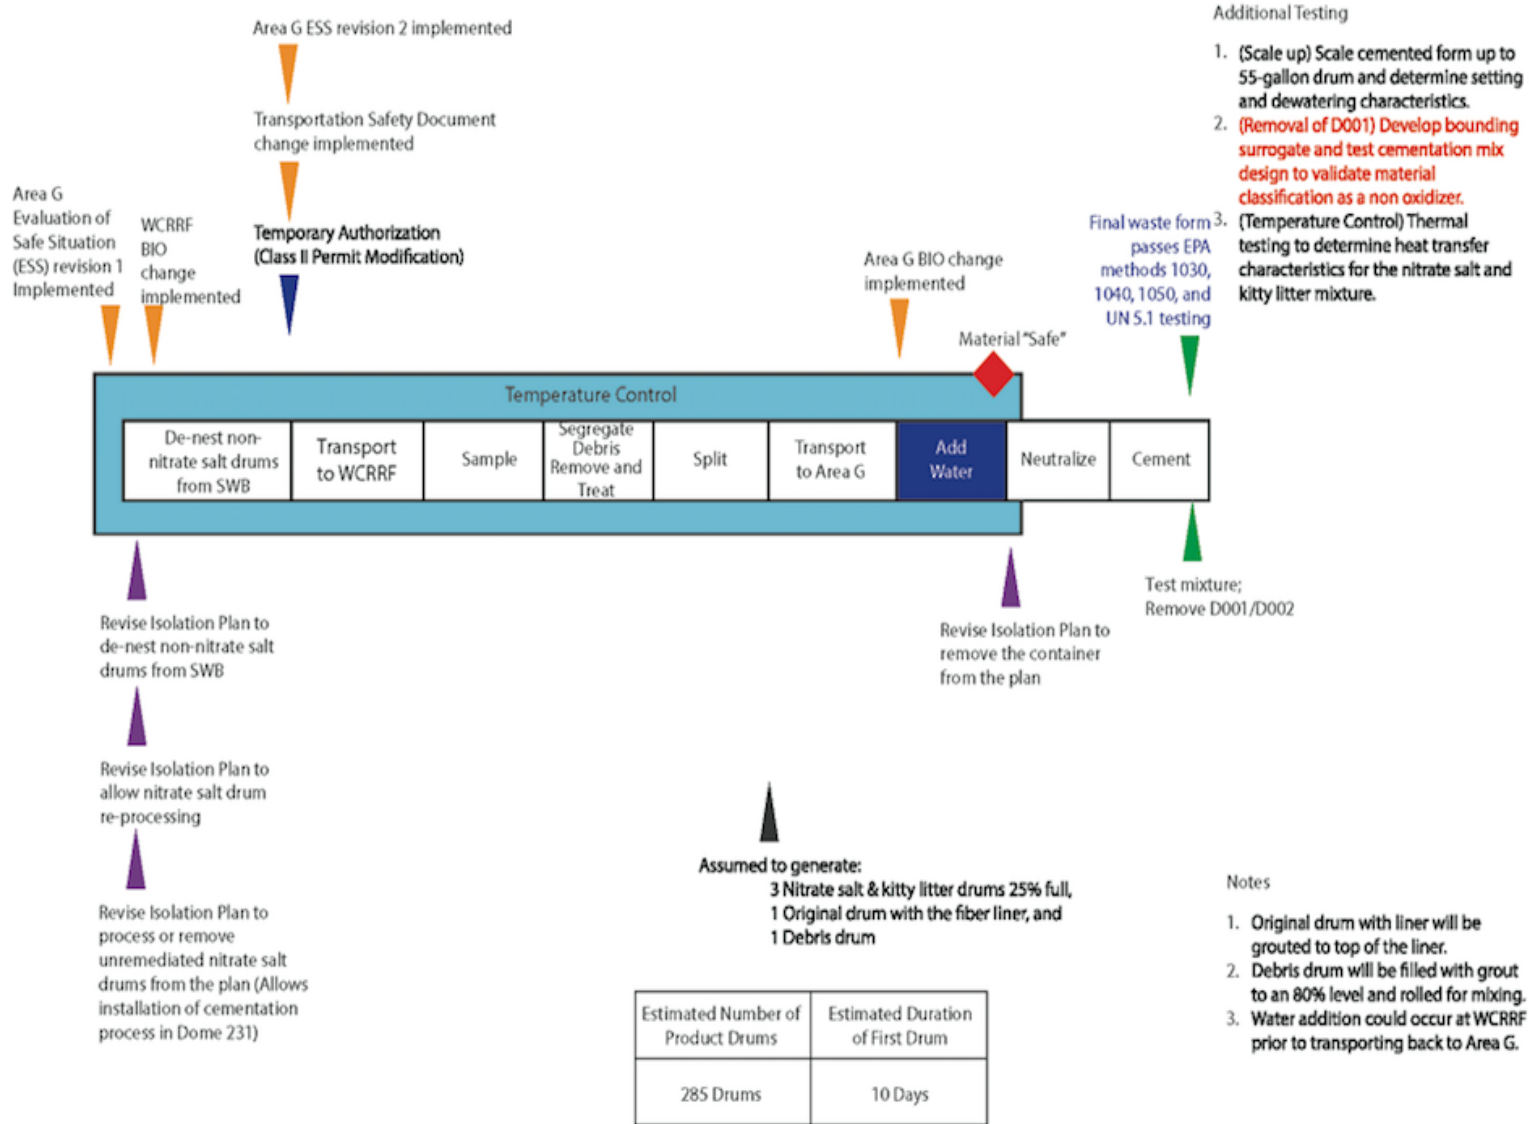 Area G ESS revision 2 implemented
Transportation Safety Document
change implemented
Temporary Authorization
(Class II Permit Modification)
Area G
Evaluation of
Safe Situation
(ESS) revision 1
Implemented
WCRRF
BIO
change
implemented
Area G BIO change
implemented
Material "Safe"
Final waste form
passes EPA
methods 1030,
1040, 1050, and
UN 5.1 testing
Additional Testing
1. (Scale up) Scale cemented form up to
55-gallon drum and determine setting
and dewatering characteristics.
2. (Removal of D001) Develop bounding
surrogate and test cementation mix
design to validate material
classification as a non oxidizer.
3. (Temperature Control) Thermal
testing to determine heat transfer
characteristics for the nitrate salt and
kitty litter mixture.
Temperature Control
De-nest non-
nitrate salt drums
from SWB
Transport
to WCRRF
Sample
Segregate
Debris
Remove and
Treat
Split
Transport
to Area G
Add
Water
Neutralize
Cement
Revise Isolation Plan to
de-nest non-nitrate salt
drums from SWB
Revise Isolation Plan to
allow nitrate salt drum
re-processing
Revise Isolation Plan to
process or remove
unremediated nitrate salt
drums from the plan (Allows
installation of cementation
process in Dome 231)
Revise Isolation Plan to
remove the container
from the plan
Test mixture;
Remove D001/D002
Assumed to generate:
3 Nitrate salt & kitty litter drums 25% full,
1 Original drum with the fiber liner, and
1 Debris drum
Estimated Number of
Product Drums
Estimated Duration
of First Drum
285 Drums
10 Days
Notes
1. Original drum with liner will be
grouted to top of the liner.
2. Debris drum will be filled with grout
to an 80% level and rolled for mixing.
3. Water addition could occur at WCRRF
prior to transporting back to Area G.